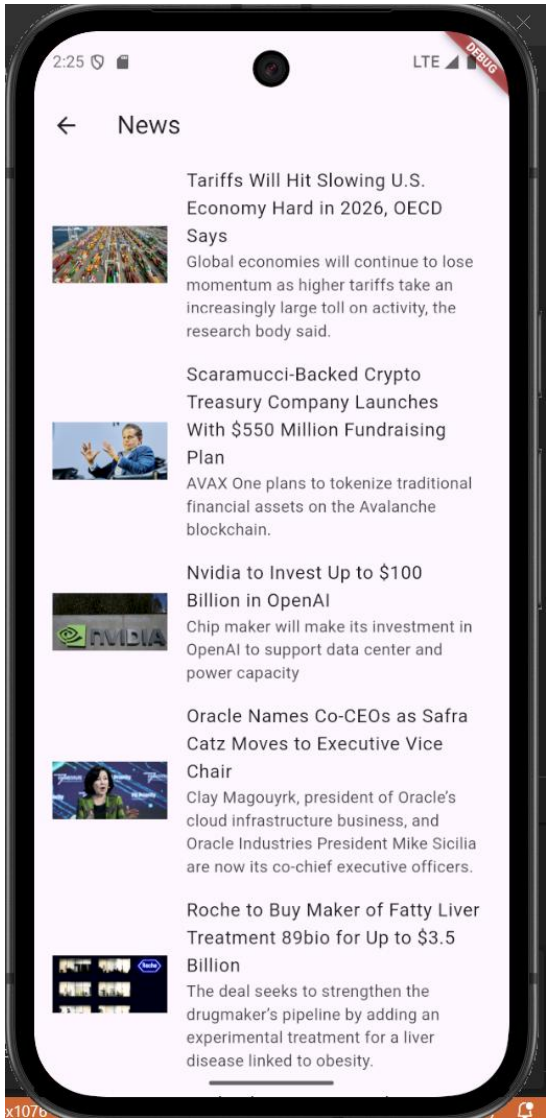 2:25
LTE
DEBUG
News
Tariffs Will Hit Slowing U.S.
Economy Hard in 2026, OECD
Says
Global economies will continue to lose
momentum as higher tariffs take an
increasingly large toll on activity, the
research body said.
Scaramucci-Backed Crypto
Treasury Company Launches
With $550 Million Fundraising
Plan
AVAX One plans to tokenize traditional
financial assets on the Avalanche
blockchain.
NVIDIA
Nvidia to Invest Up to $100
Billion in OpenAI
Chip maker will make its investment in
OpenAI to support data center and
power capacity
Oracle Names Co-CEOs as Safra
Catz Moves to Executive Vice
Chair
Clay Magouyrk, president of Oracle’s
cloud infrastructure business, and
Oracle Industries President Mike Sicilia
are now its co-chief executive officers.
Roche
Roche to Buy Maker of Fatty Liver
Treatment 89bio for Up to $3.5
Billion
The deal seeks to strengthen the
drugmaker’s pipeline by adding an
experimental treatment for a liver
disease linked to obesity.
x1076